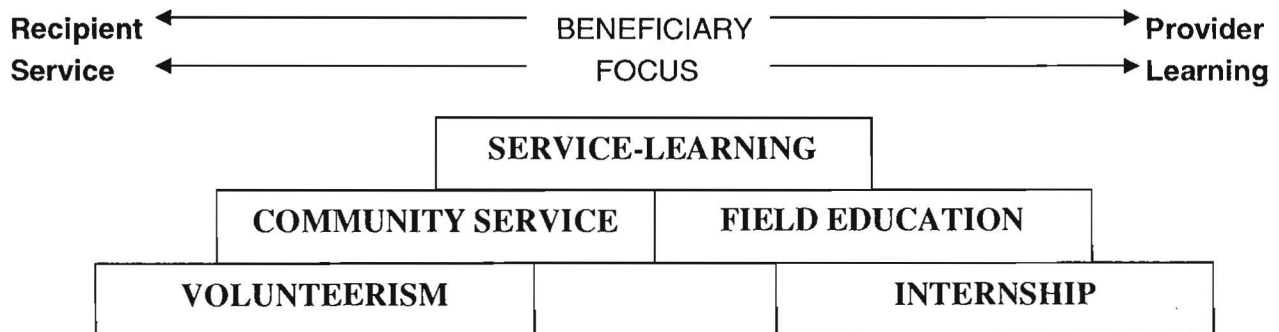 Recipient BENEFICIARY Provider
Service FOCUS Learning
SERVICE-LEARNING
COMMUNITY SERVICE FIELD EDUCATION
VOLUNTEERISM INTERNSHIP